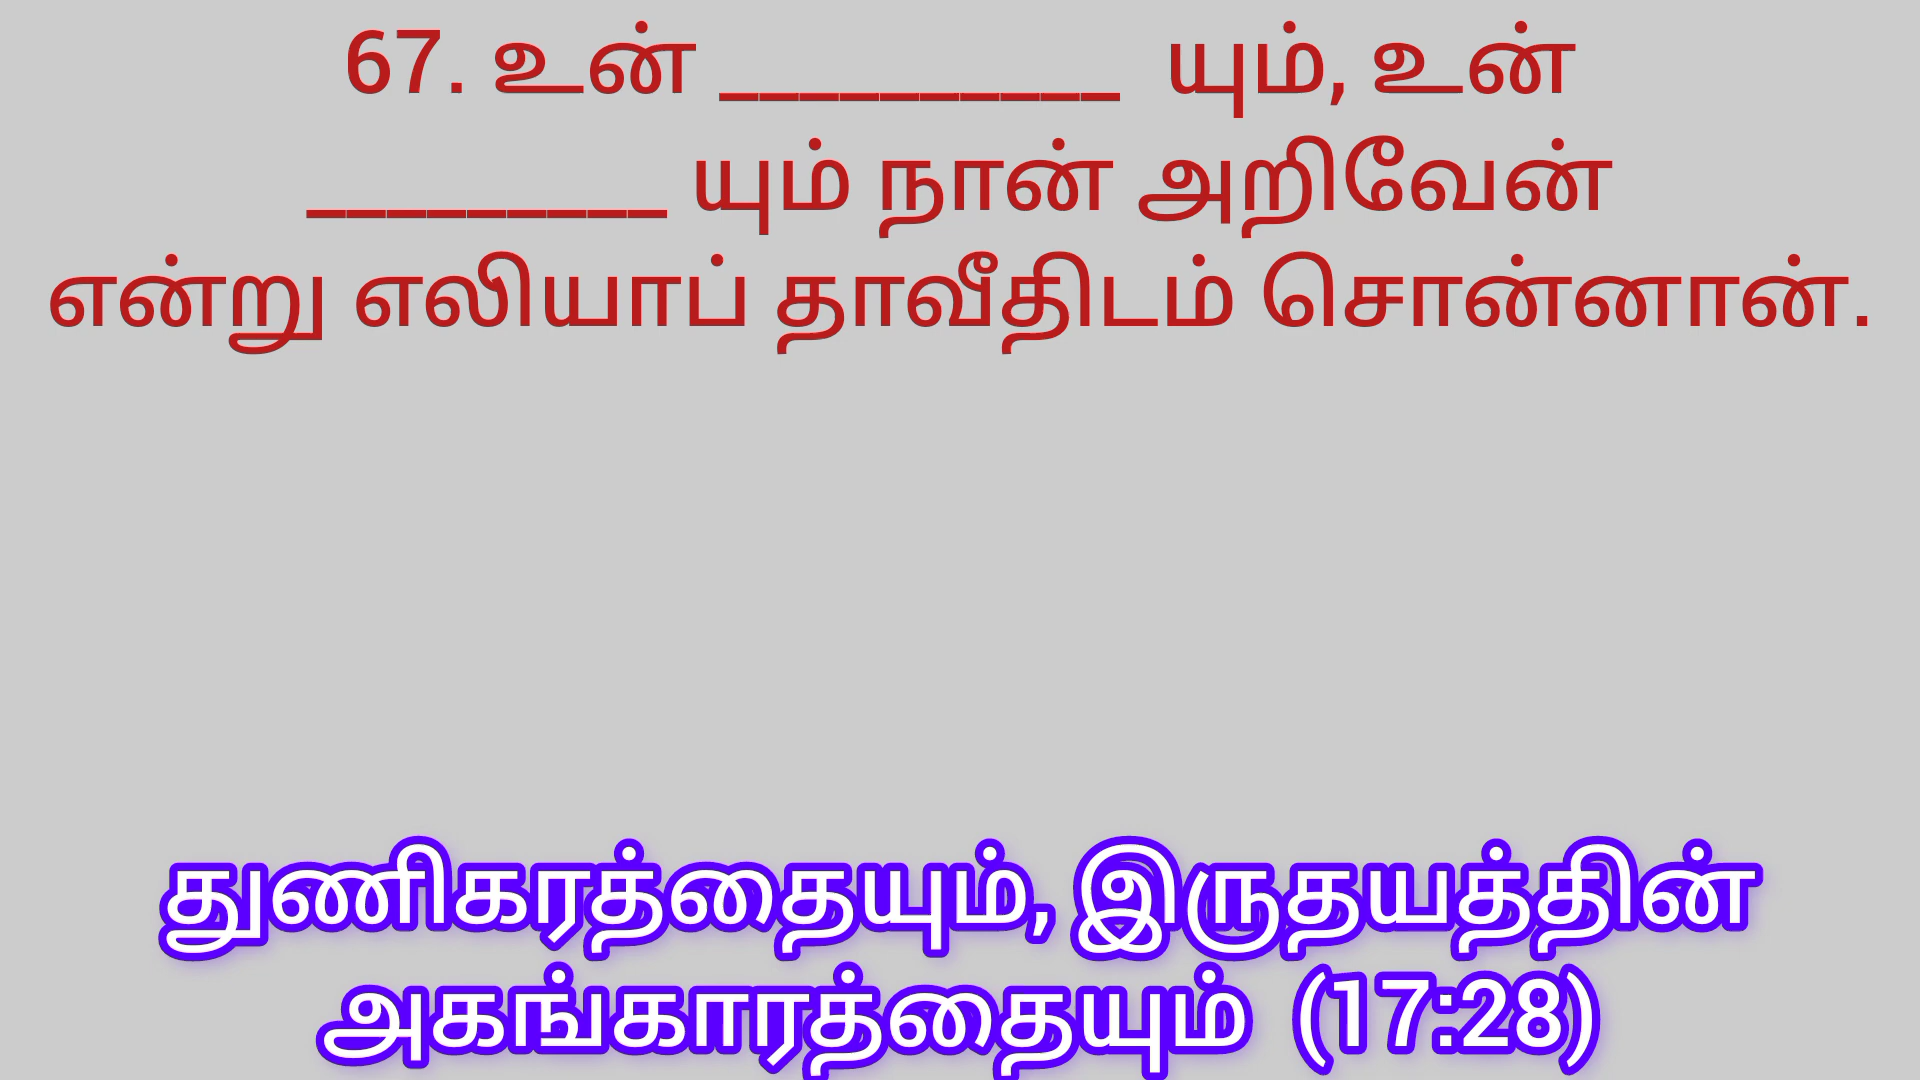 67. உன் __________ யும், உன்
_________ யும் நான் அறிவேன்
என்று எலியாப் தாவீதிடம் சொன்னான்.
துணிகரத்தையும், இருதயத்தின்
அகங்காரத்தையும் (17:28)